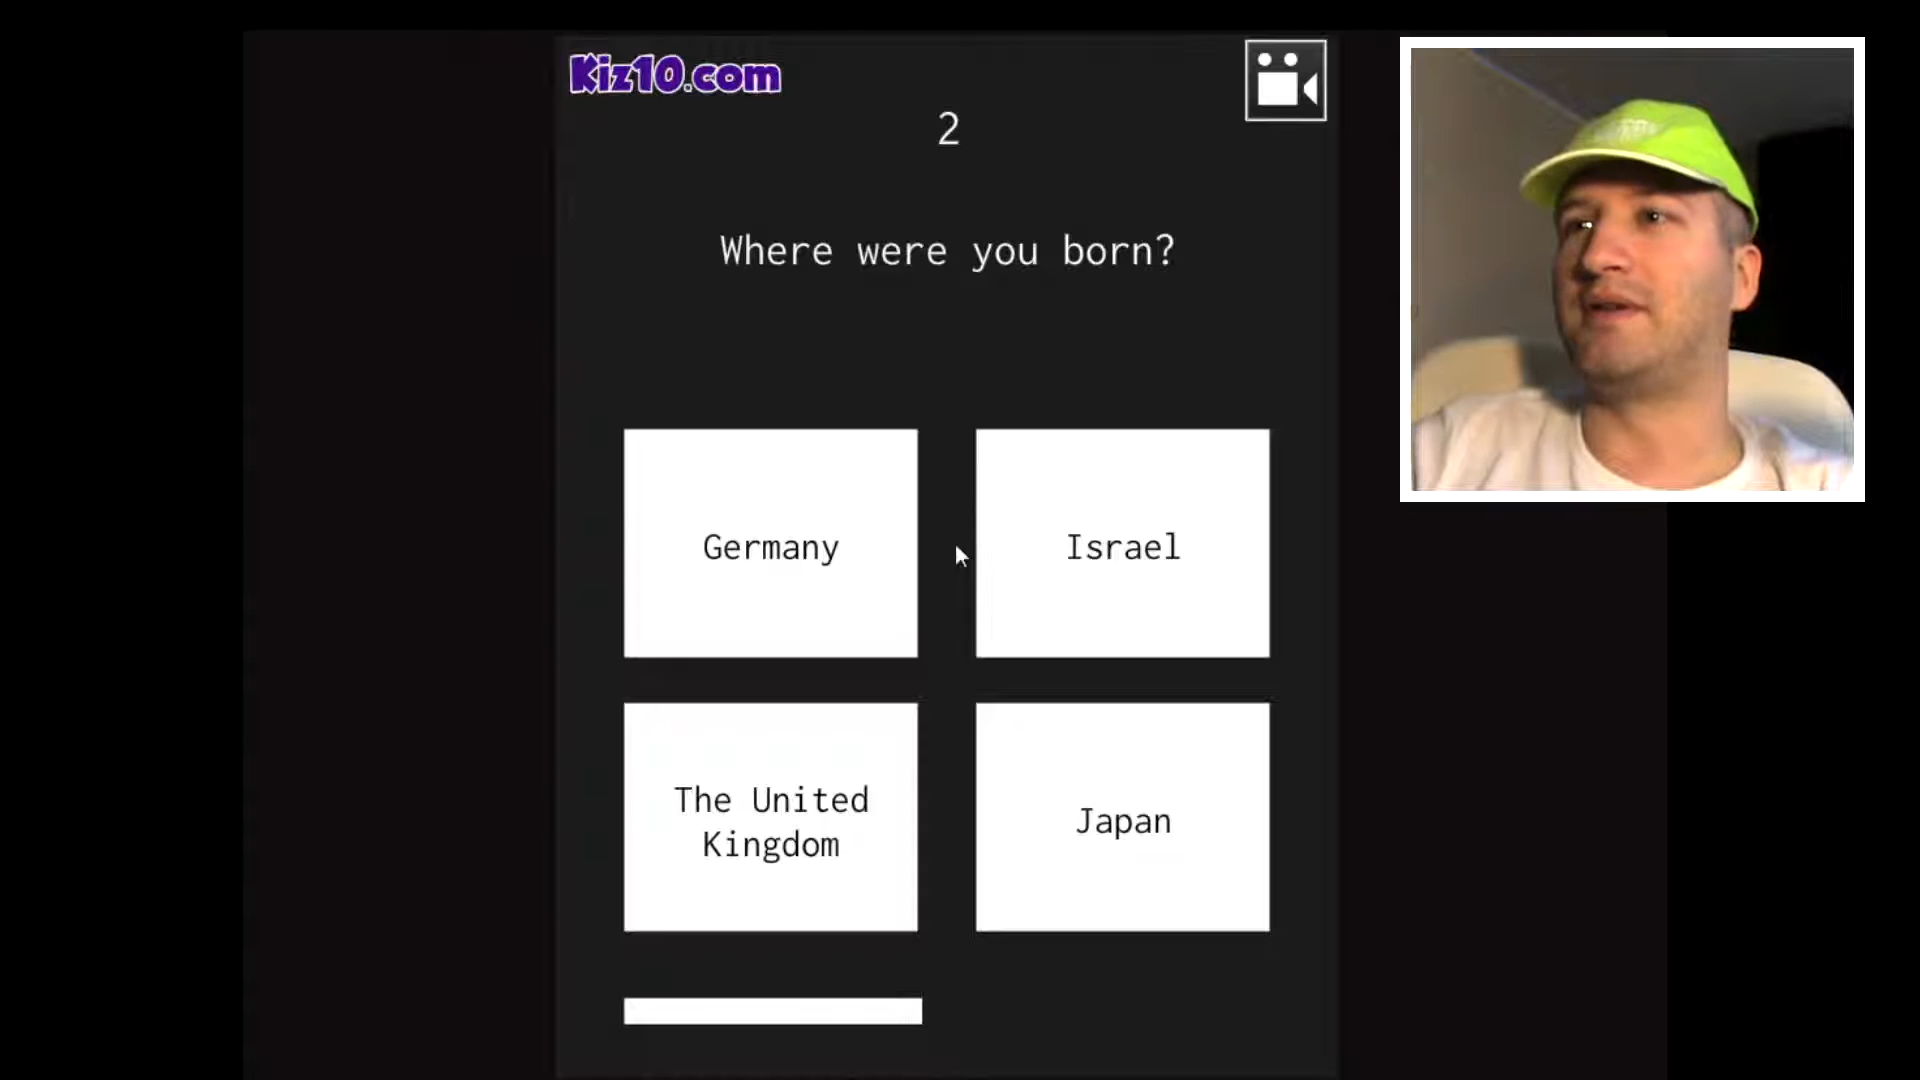 Kiz10.com
2
Where were you born?
Germany
Israel
The United
Kingdom
Japan